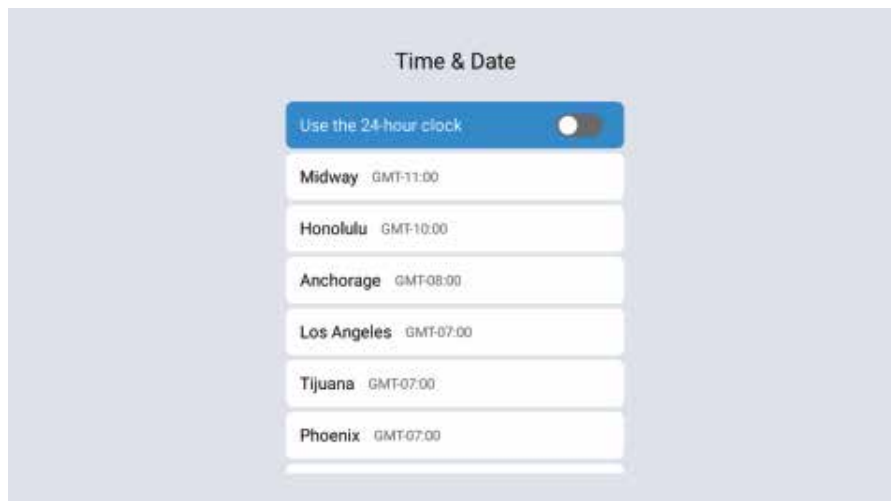 Time & Date
Use the 24-hour clock
Midway GMT-11:00
Honolulu GMT-10:00
Anchorage GMT-08:00
Los Angeles GMT-07:00
Tijuana GMT-07:00
Phoenix GMT-07:00